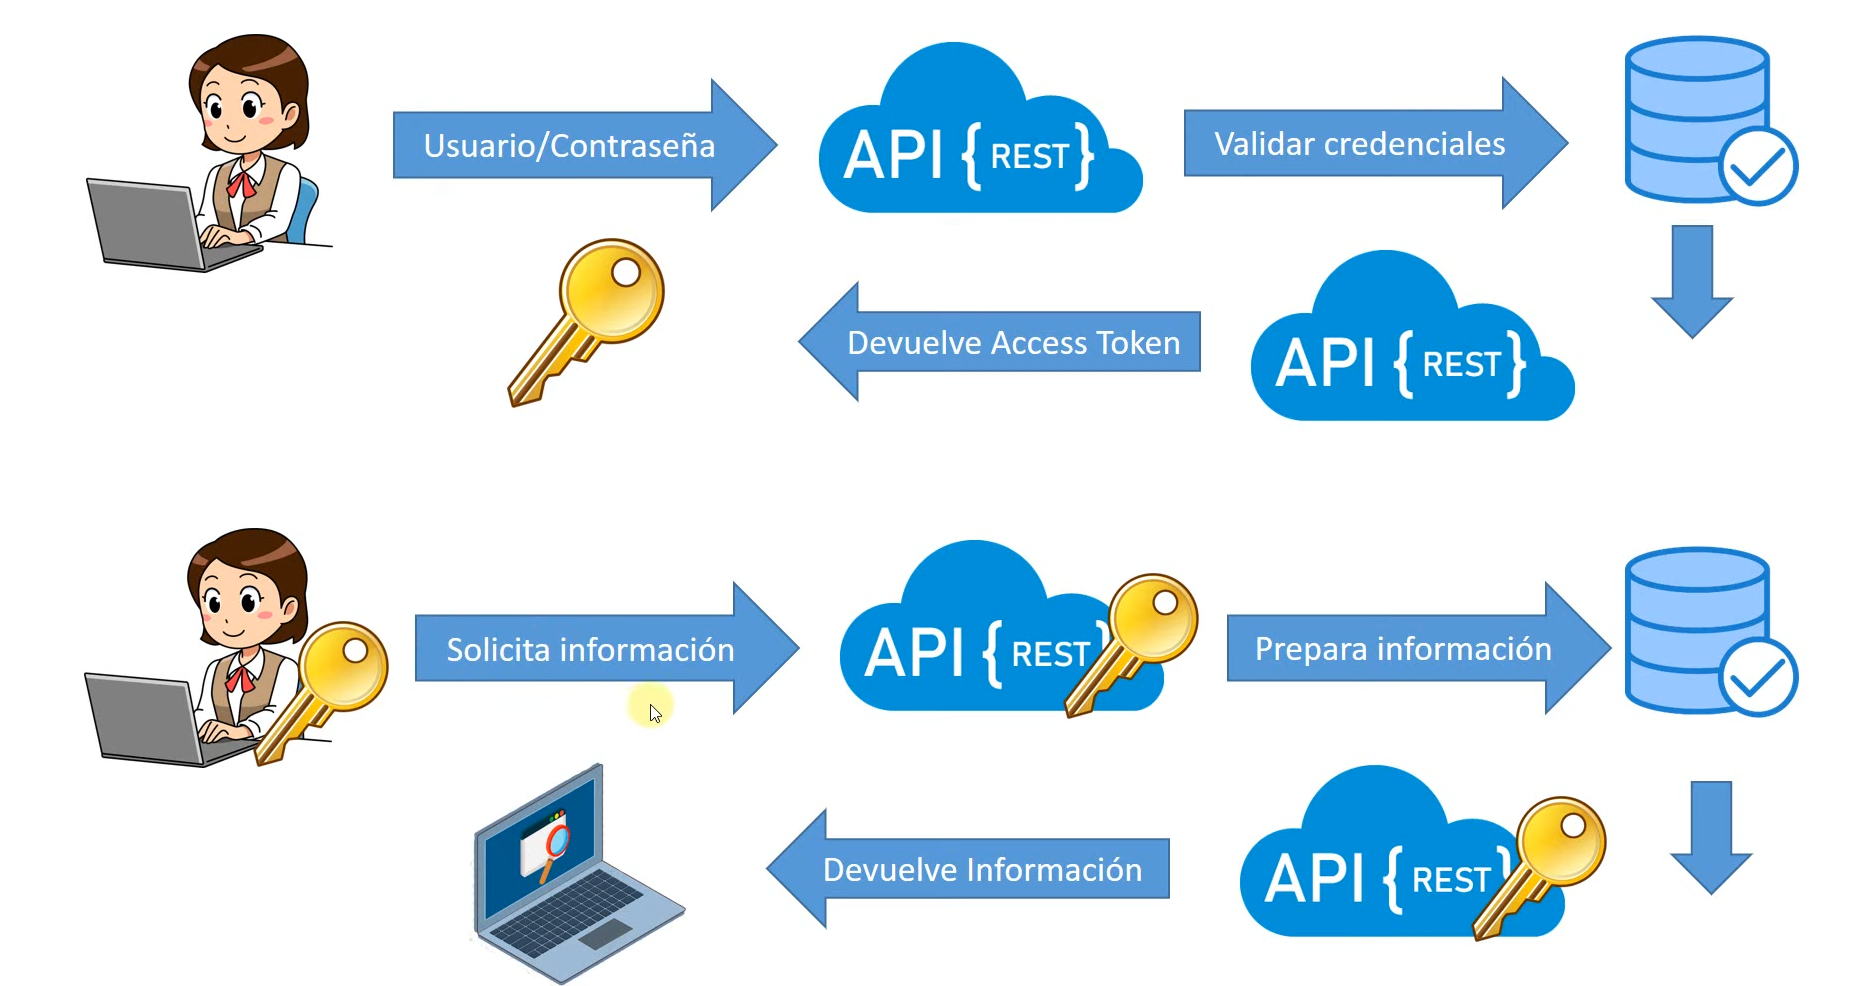 Usuario/Contraseña
API {REST}
Validar credenciales
Devuelve Access Token
API {REST}
Solicita información
API {REST}
Prepara información
Devuelve Información
API {REST}